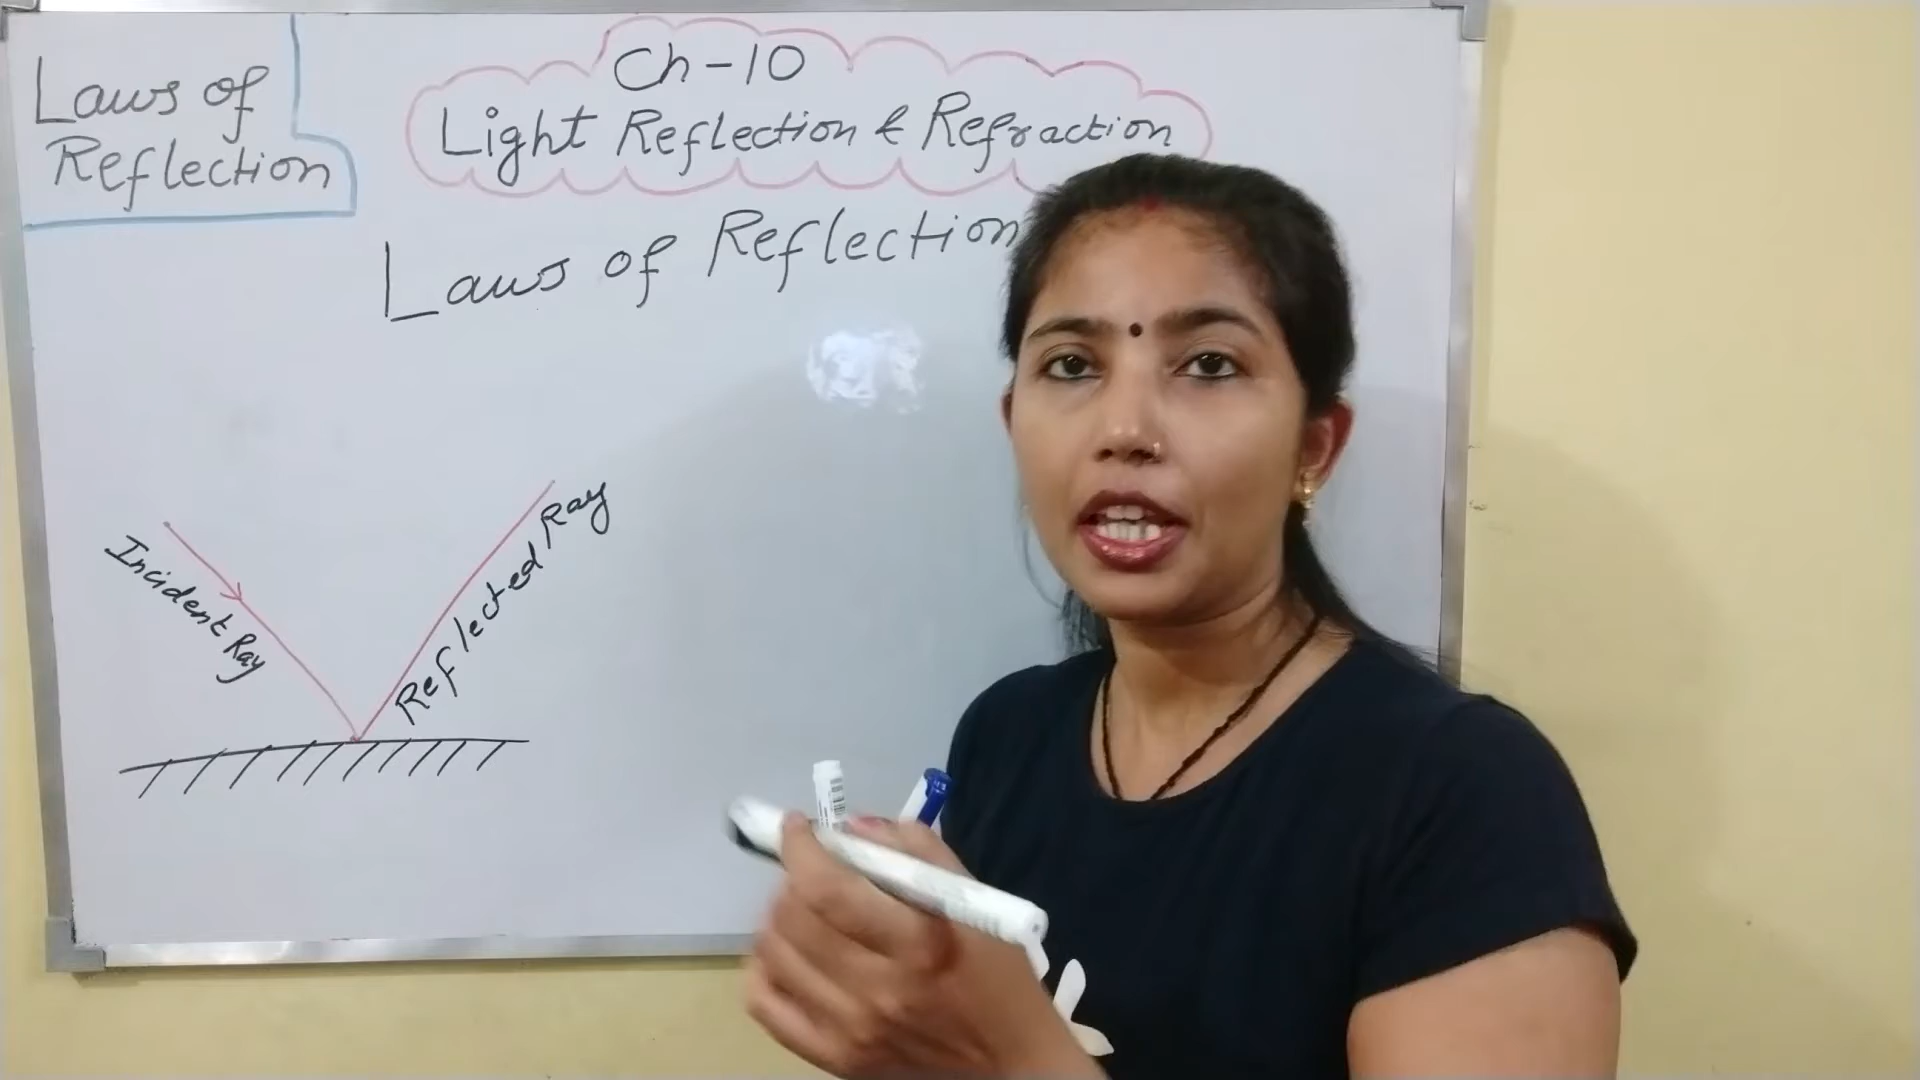 Laws of
Reflection
Ch-10
Light Reflection & Refraction
Laws of Reflection
Incident Ray
Reflected Ray